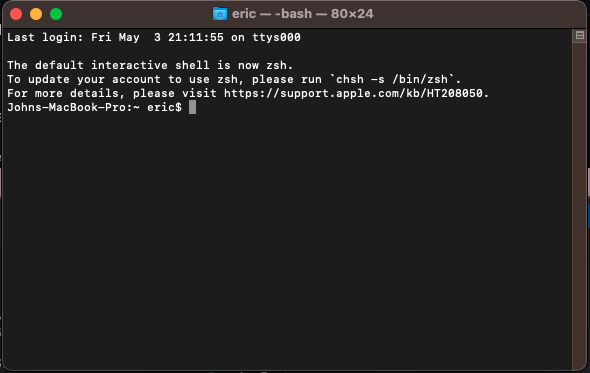 eric — -bash — 80×24
Last login: Fri May  3 21:11:55 on ttys000

The default interactive shell is now zsh.
To update your account to use zsh, please run `chsh -s /bin/zsh`.
For more details, please visit https://support.apple.com/kb/HT208050.
Johns-MacBook-Pro:~ eric$